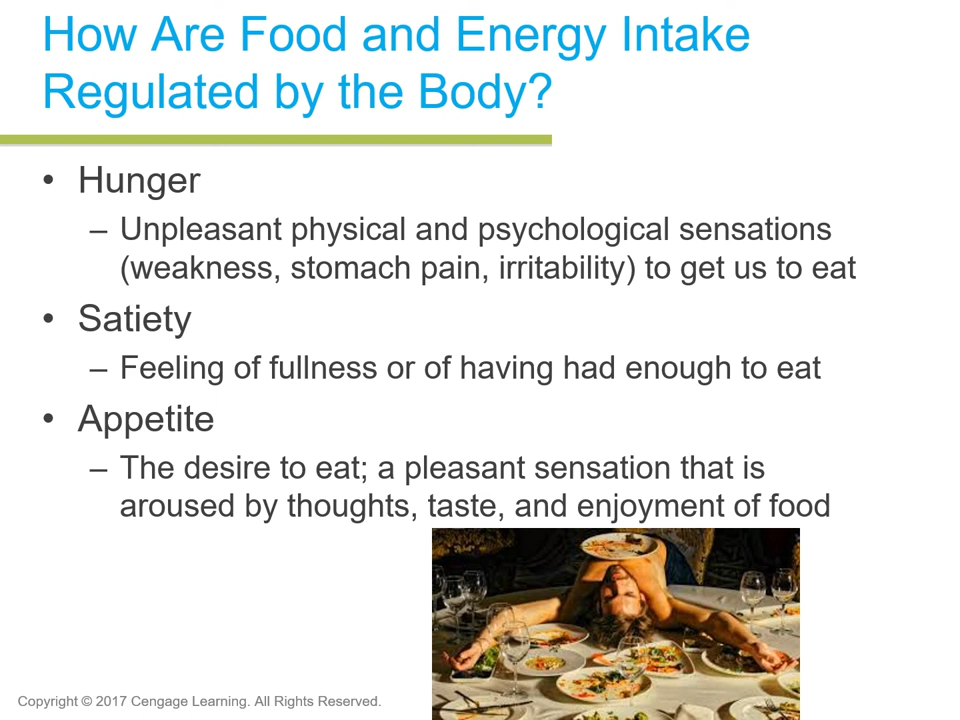 How Are Food and Energy Intake
Regulated by the Body?
• Hunger
– Unpleasant physical and psychological sensations
(weakness, stomach pain, irritability) to get us to eat
• Satiety
– Feeling of fullness or of having had enough to eat
• Appetite
– The desire to eat; a pleasant sensation that is
aroused by thoughts, taste, and enjoyment of food
Copyright © 2017 Cengage Learning. All Rights Reserved.